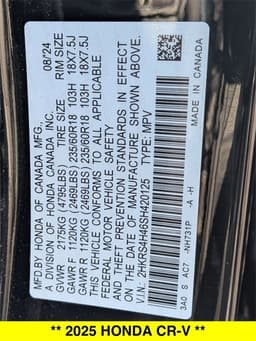 MFD.BY HONDA OF CANADA MFG., 08/24
A DIVISION OF HONDA CANADA INC. TIRE SIZE RIM SIZE
GVWR 2175KG (4795LBS)
GAWR F 1120KG (2469LBS) 235/60R18 103H 18X7.5J
GAWR R 1120KG (2469LBS) 235/60R18 103H 18X7.5J
THIS VEHICLE CONFORMS TO ALL APPLICABLE
FEDERAL MOTOR VEHICLE SAFETY
AND THEFT PREVENTION STANDARDS IN EFFECT
ON THE DATE OF MANUFACTURE SHOWN ABOVE.
V.I.N.: 2HKRS4H46SH420125 TYPE: MPV
3A0 S AC7 -NH731P -A -H MADE IN CANADA
** 2025 HONDA CR-V **